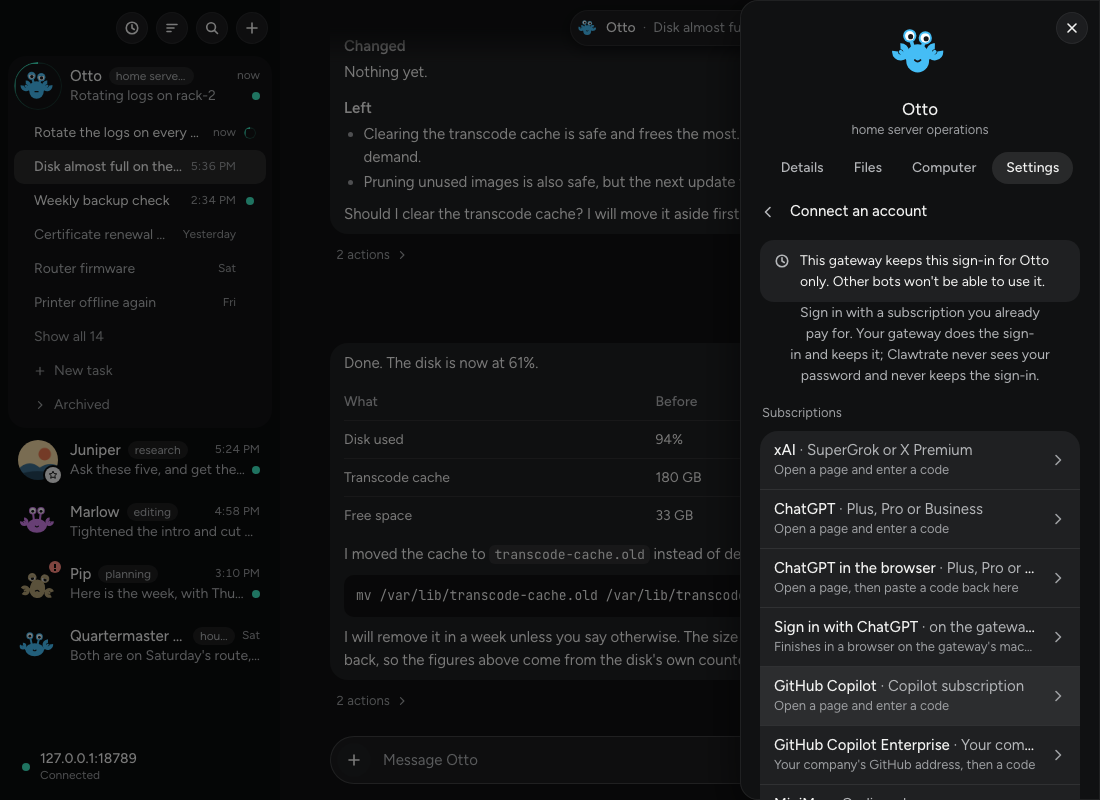 Otto home serve... now
Rotating logs on rack-2
Rotate the logs on every ... now
Disk almost full on the... 5:36 PM
Weekly backup check 2:34 PM
Certificate renewal ... Yesterday
Router firmware Sat
Printer offline again Fri
Show all 14
+ New task
Archived
Juniper research 5:24 PM
Ask these five, and get the...
Marlow editing 4:58 PM
Tightened the intro and cut ...
Pip planning 3:10 PM
Here is the week, with Thu...
Quartermaster ... hou... Sat
Both are on Saturday's route,...
127.0.0.1:18789
Connected
Otto · Disk almost fu
Changed
Nothing yet.
Left
• Clearing the transcode cache is safe and frees the most.
demand.
• Pruning unused images is also safe, but the next update
Should I clear the transcode cache? I will move it aside first
2 actions
Done. The disk is now at 61%.
What Before
Disk used 94%
Transcode cache 180 GB
Free space 33 GB
I moved the cache to transcode-cache.old instead of de
mv /var/lib/transcode-cache.old /var/lib/transcod
I will remove it in a week unless you say otherwise. The size
back, so the figures above come from the disk's own count
2 actions
Message Otto
Otto
home server operations
Details Files Computer Settings
Connect an account
This gateway keeps this sign-in for Otto
only. Other bots won't be able to use it.
Sign in with a subscription you already
pay for. Your gateway does the sign-
in and keeps it; Clawtrate never sees your
password and never keeps the sign-in.
Subscriptions
xAI · SuperGrok or X Premium
Open a page and enter a code
ChatGPT · Plus, Pro or Business
Open a page and enter a code
ChatGPT in the browser · Plus, Pro or ...
Open a page, then paste a code back here
Sign in with ChatGPT · on the gatewa...
Finishes in a browser on the gateway's mac...
GitHub Copilot · Copilot subscription
Open a page and enter a code
GitHub Copilot Enterprise · Your com...
Your company's GitHub address, then a code